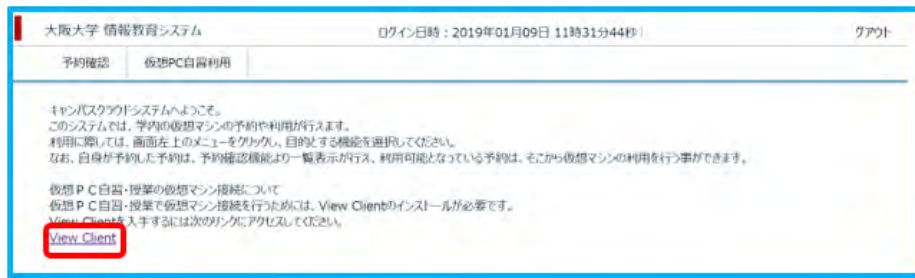 大阪大学 情報教育システム ログイン日時：2019年01月09日 11時31分44秒 グアウト
予約確認 仮想PC自習利用
キャンパスクラウドシステムへようこそ。
このシステムでは、学内の仮想マシンの予約や利用が行えます。
利用に際しては、画面左上のメニューをクリックし、目的とする機能を選択してください。
なお、自身が予約した予約は、予約確認機能より一覧表示が行え、利用可能となっている予約は、そこから仮想マシンの利用を行う事ができます。
仮想ＰＣ自習・授業の仮想マシン接続について
仮想ＰＣ自習・授業で仮想マシン接続を行うためには、View Clientのインストールが必要です。
View Clientを入手するには次のリンクにアクセスしてください。
View Client